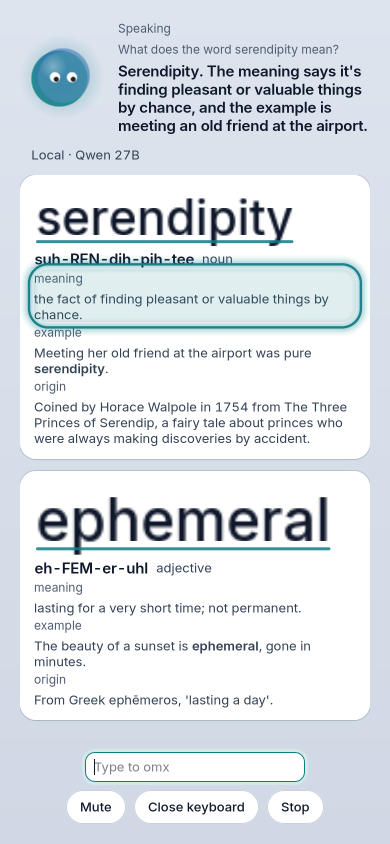 Speaking
What does the word serendipity mean?
Serendipity. The meaning says it's
finding pleasant or valuable things
by chance, and the example is
meeting an old friend at the airport.
Local · Qwen 27B
serendipity
suh-REN-dih-pih-tee noun
meaning
the fact of finding pleasant or valuable things by
chance.
example
Meeting her old friend at the airport was pure
serendipity.
origin
Coined by Horace Walpole in 1754 from The Three
Princes of Serendip, a fairy tale about princes who
were always making discoveries by accident.
ephemeral
eh-FEM-er-uhl adjective
meaning
lasting for a very short time; not permanent.
example
The beauty of a sunset is ephemeral, gone in
minutes.
origin
From Greek ephēmeros, 'lasting a day'.
Type to omx
Mute Close keyboard Stop